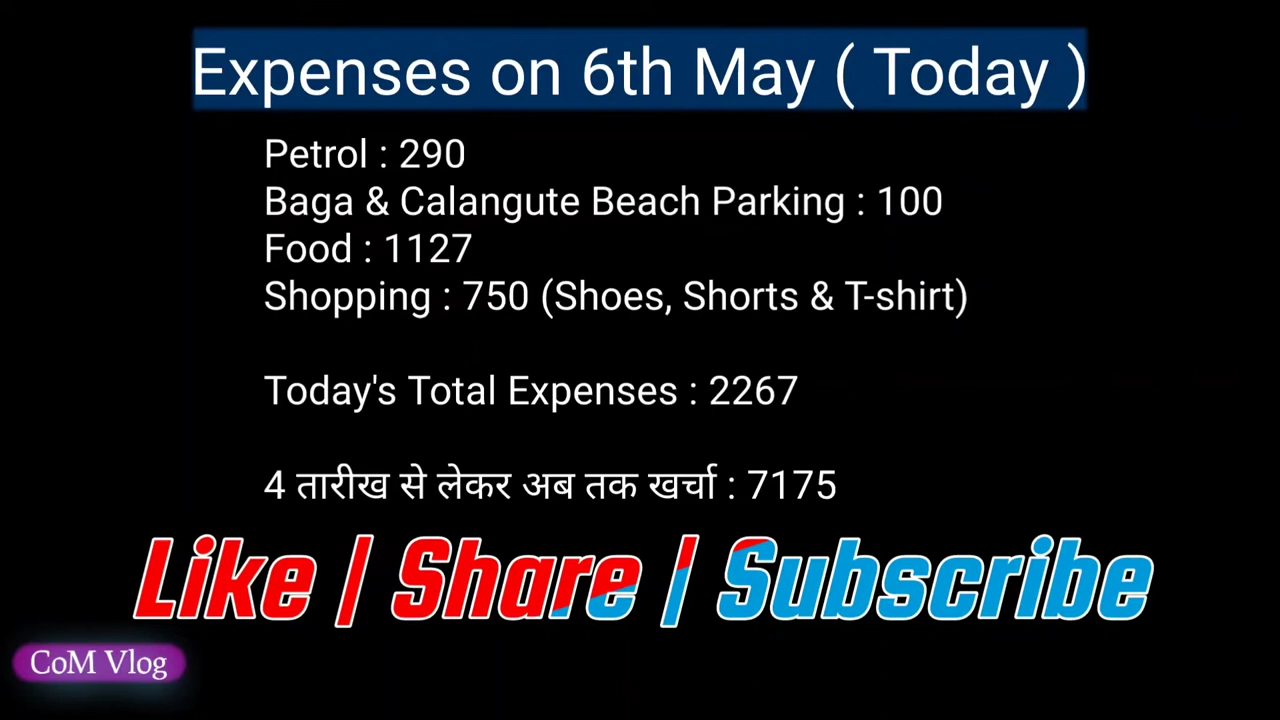 Expenses on 6th May ( Today )
Petrol : 290
Baga & Calangute Beach Parking : 100
Food : 1127
Shopping : 750 (Shoes, Shorts & T-shirt)
Today's Total Expenses : 2267
4 तारीख से लेकर अब तक खर्चा : 7175
Like / Share / Subscribe
CoM Vlog